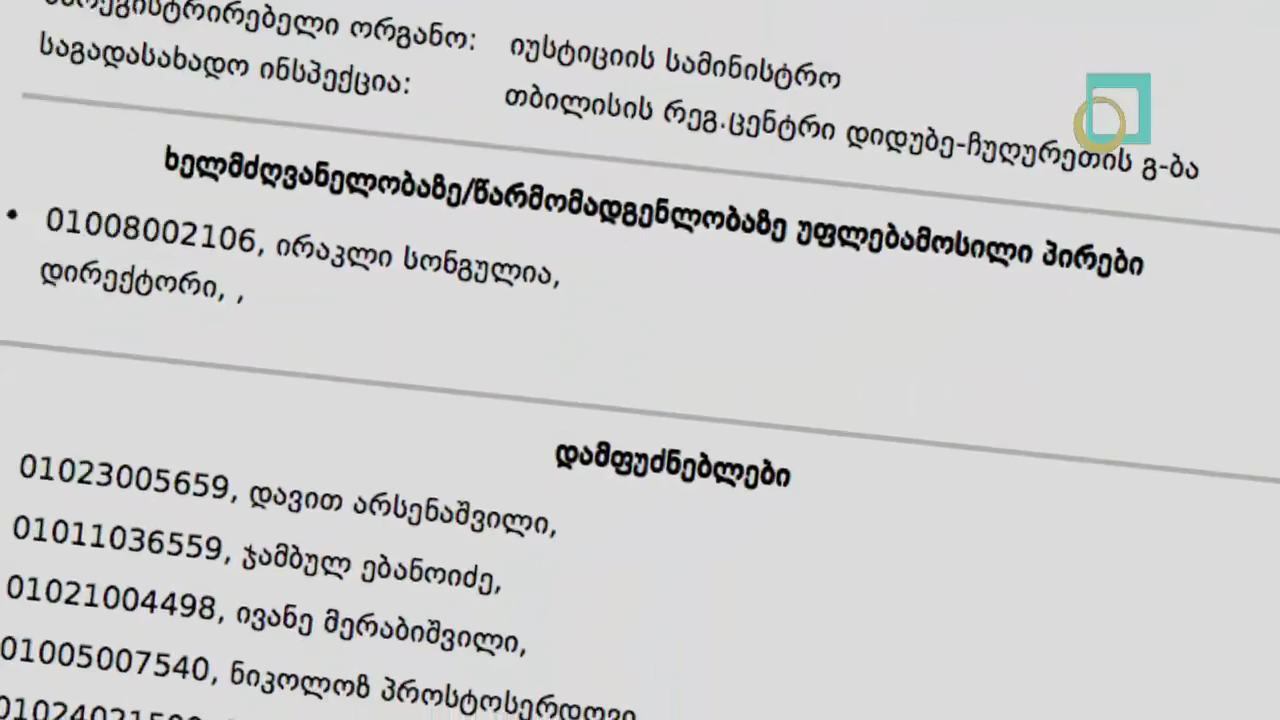 ორგანო: იუსტიციის სამინისტრო
საგადასახადო ინსპექცია: თბილისის რეგ.ცენტრი დიდუბე-ჩუღურეთის გ-ბა
ხელმძღვანელობაზე/წარმომადგენლობაზე უფლებამოსილი პირები
• 01008002106, ირაკლი სონგულია,
დირექტორი, ,
დამფუძნებლები
01023005659, დავით არსენაშვილი,
01011036559, ჯამბულ ებანოიძე,
01021004498, ივანე მერაბიშვილი,
01005007540, ნიკოლოზ პროსტოსერდოვი